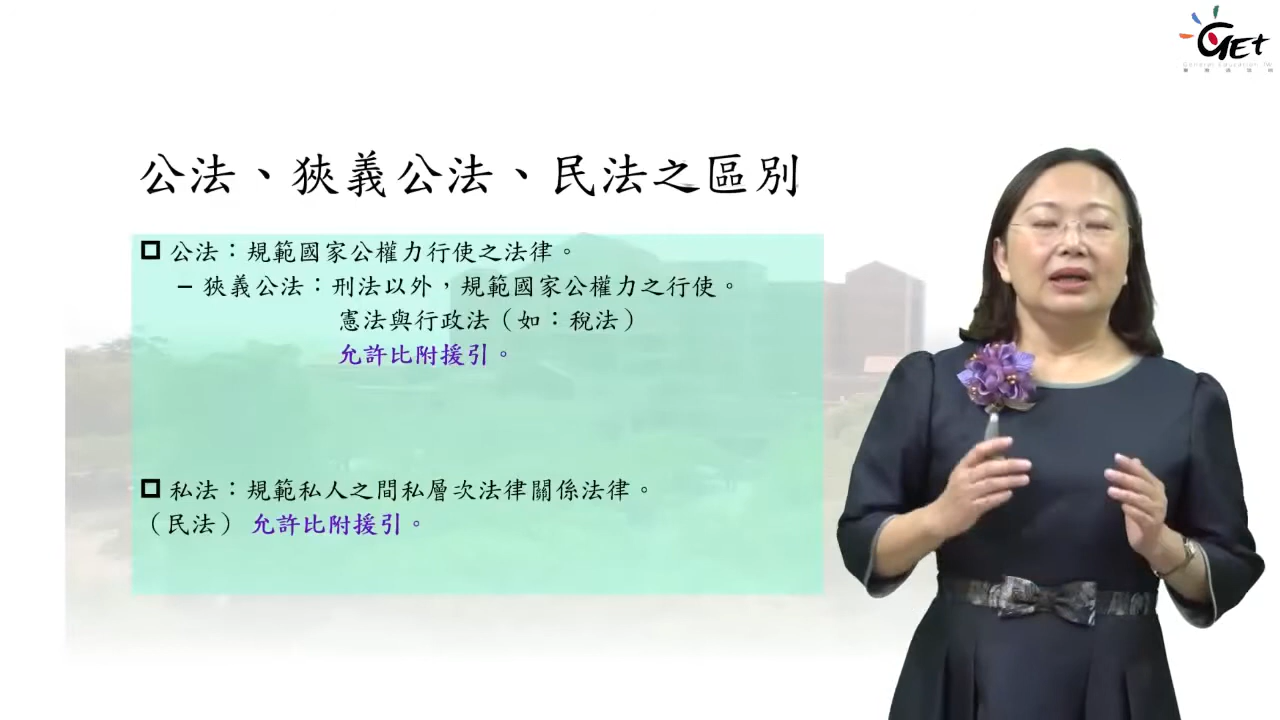 GEt
General Education
公法、狹義公法、民法之區別
公法：規範國家公權力行使之法律。
– 狹義公法：刑法以外，規範國家公權力之行使。
憲法與行政法（如：稅法）
允許比附援引。
私法：規範私人之間私層次法律關係法律。
（民法） 允許比附援引。